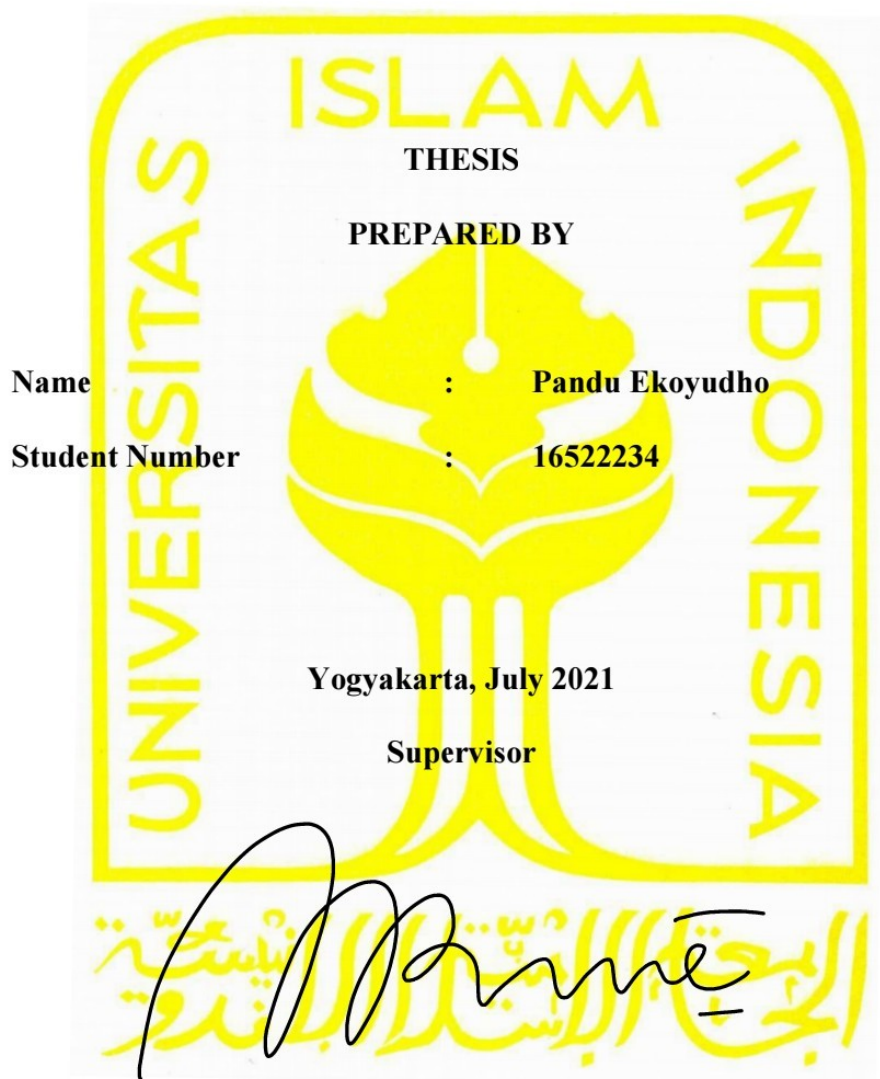 ISLAM
UNIVERSITAS
INDONESIA
THESIS
PREPARED BY
Name : Pandu Ekoyudho
Student Number : 16522234
Yogyakarta, July 2021
Supervisor